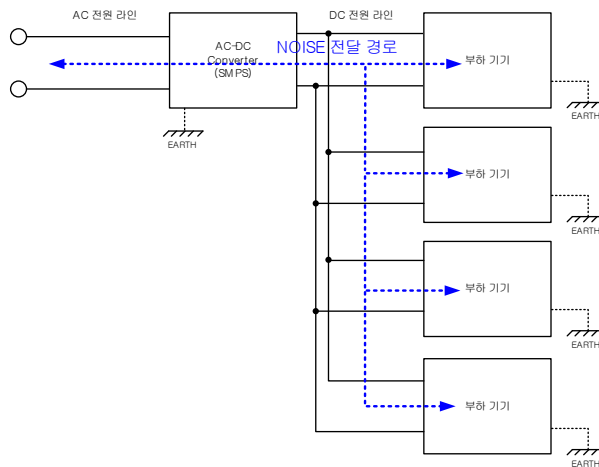 AC 전원 라인
DC 전원 라인
AC-DC
Converter
(SMPS)
NOISE 전달 경로
부하 기기
EARTH
EARTH
부하 기기
EARTH
부하 기기
EARTH
부하 기기
EARTH